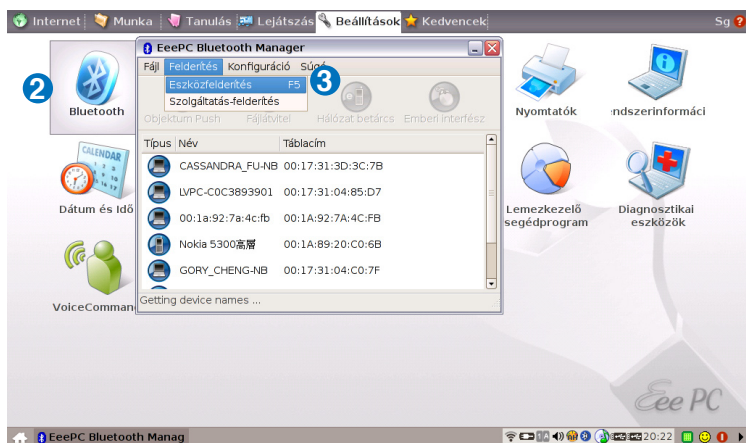 Internet Munka Tanulás Lejátszás Beállítások Kedvencek Sg
EeePC Bluetooth Manager
Fájl Felderítés Konfiguráció Súgó
2
3
Eszközfelderítés F5
Szolgáltatás-felderítés
Objektum Push Fájlátvitel Hálózat betárcs Emberi interfész
Típus Név Táblacím
CASSANDRA_FU-NB 00:17:31:3D:3C:7B
LVPC-C0C3893901 00:17:31:04:85:D7
00:1a:92:7a:4c:fb 00:1A:92:7A:4C:FB
Nokia 5300高層 00:1A:89:20:C0:6B
GORY_CHENG-NB 00:17:31:04:C0:7F
Getting device names ...
Bluetooth
CALENDAR
Dátum és Idő
VoiceComman
Nyomtatók
endszerinformáci
Lemezkezelő
segédprogram
Diagnosztikai
eszközök
Eee PC
EeePC Bluetooth Manag
20:22